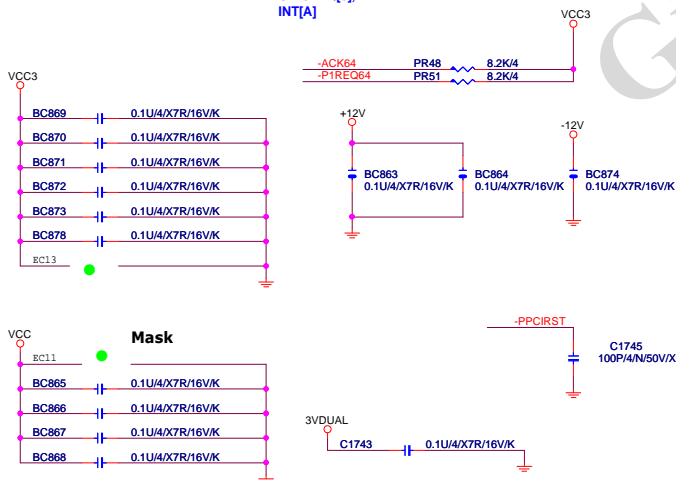 INT[A]
VCC3
-ACK64 PR48 8.2K/4
-P1REQ64 PR51 8.2K/4
VCC3
BC869 0.1U/4/X7R/16V/K
BC870 0.1U/4/X7R/16V/K
BC871 0.1U/4/X7R/16V/K
BC872 0.1U/4/X7R/16V/K
BC873 0.1U/4/X7R/16V/K
BC878 0.1U/4/X7R/16V/K
EC13
+12V
BC863
0.1U/4/X7R/16V/K
BC864
0.1U/4/X7R/16V/K
-12V
BC874
0.1U/4/X7R/16V/K
VCC
Mask
EC11
BC865 0.1U/4/X7R/16V/K
BC866 0.1U/4/X7R/16V/K
BC867 0.1U/4/X7R/16V/K
BC868 0.1U/4/X7R/16V/K
-PPCIRST
C1745
100P/4/N/50V/X
3VDUAL
C1743 0.1U/4/X7R/16V/K